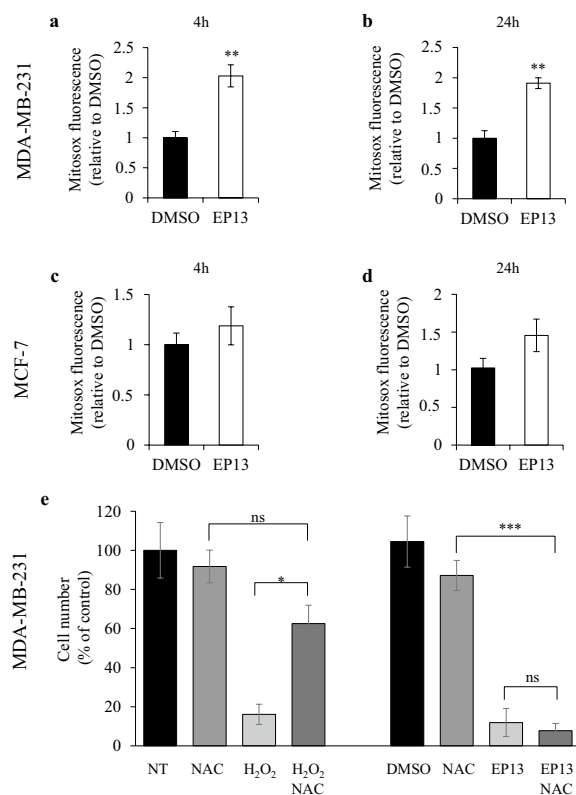 a
4h
MDA-MB-231
Mitosox fluorescence
(relative to DMSO)
2.5
2
1.5
1
0.5
0
**
DMSO EP13
b
24h
Mitosox fluorescence
(relative to DMSO)
2.5
2
1.5
1
0.5
0
**
DMSO EP13
c
4h
MCF-7
Mitosox fluorescence
(relative to DMSO)
1.5
1
0.5
0
DMSO EP13
d
24h
Mitosox fluorescence
(relative to DMSO)
2
1.5
1
0.5
0
DMSO EP13
e
MDA-MB-231
Cell number
(% of control)
120
100
80
60
40
20
0
ns
*
***
ns
NT NAC H₂O₂ H₂O₂ DMSO NAC EP13 EP13
NAC NAC